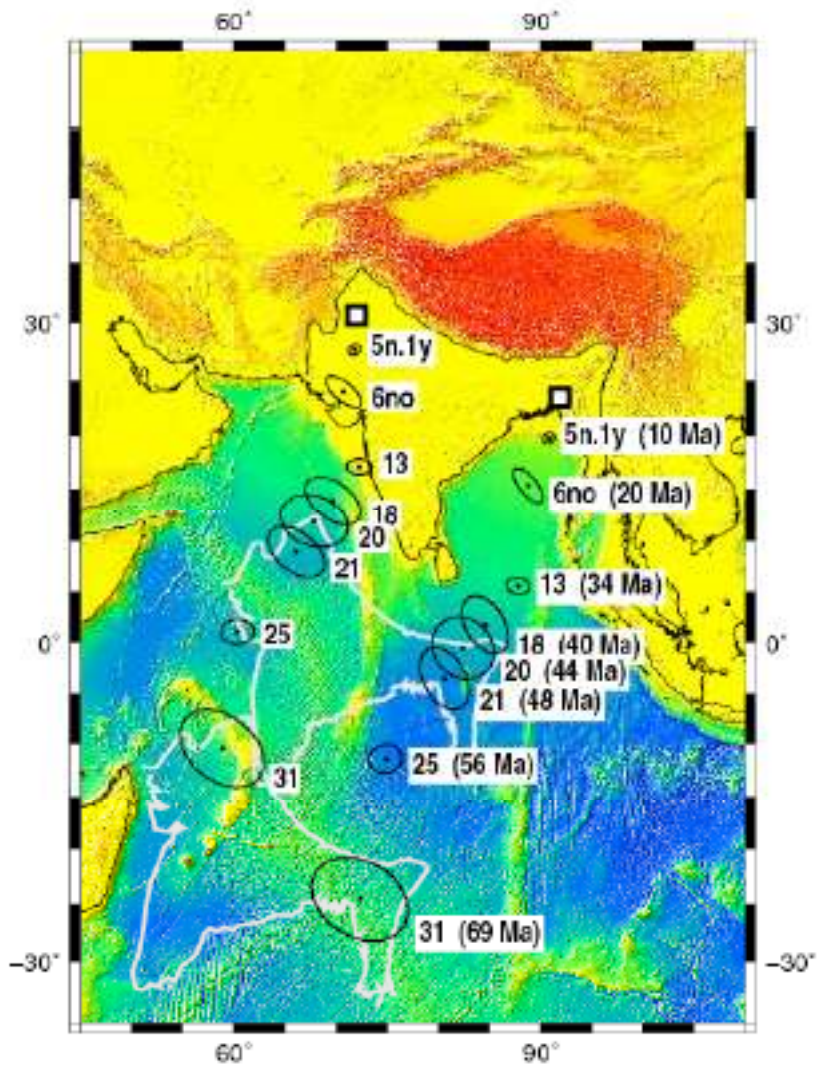 60° 90°
30° 30°
5n.1y
6no
5n.1y (10 Ma)
13
6no (20 Ma)
18
20
21
13 (34 Ma)
25
0° 0°
18 (40 Ma)
20 (44 Ma)
21 (48 Ma)
25 (56 Ma)
31
31 (69 Ma)
−30° −30°
60° 90°